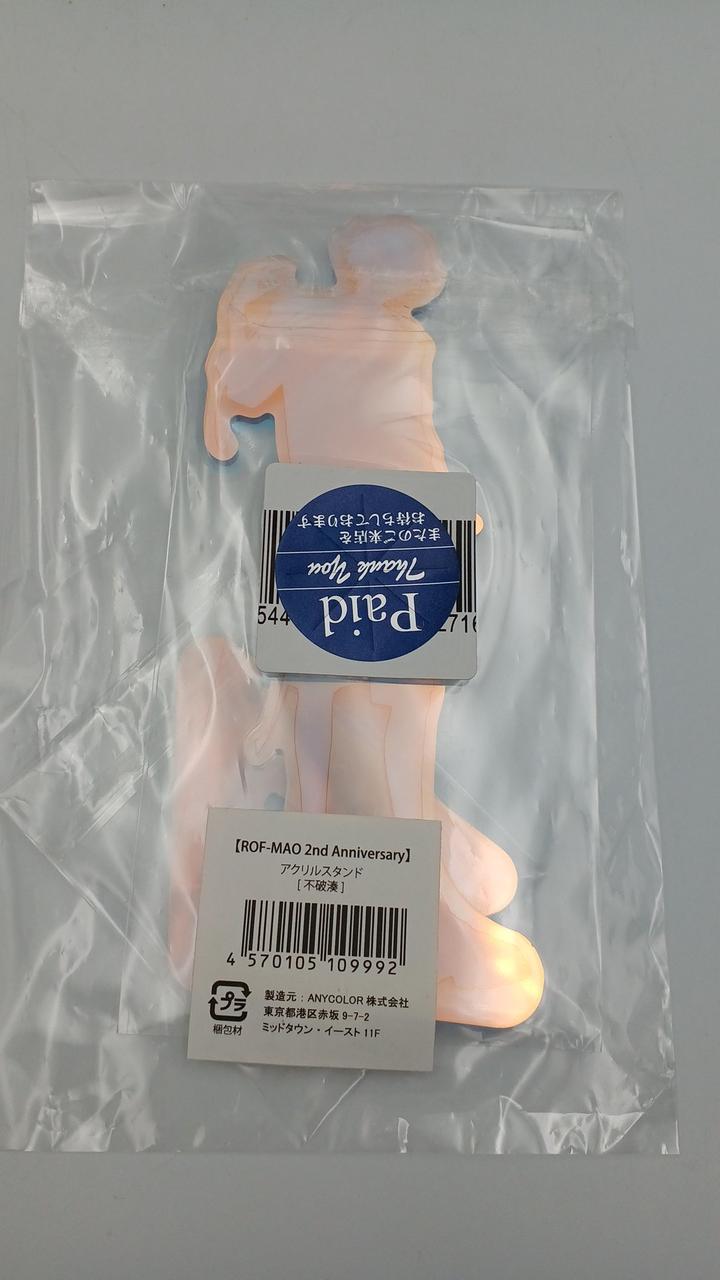 Paid
Thank You
またのご来店を
お待ちしております
544 716
【ROF-MAO 2nd Anniversary】
アクリルスタンド
[ 不破湊 ]
4 570105 109992
プラ
梱包材
製造元：ANYCOLOR 株式会社
東京都港区赤坂 9-7-2
ミッドタウン・イースト 11F